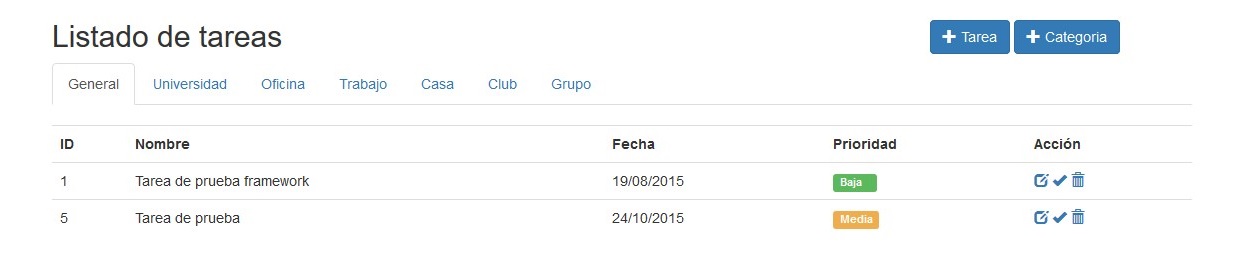 Listado de tareas
Tarea Categoria
General Universidad Oficina Trabajo Casa Club Grupo
ID Nombre Fecha Prioridad Acción
1 Tarea de prueba framework 19/08/2015 Baja
5 Tarea de prueba 24/10/2015 Media